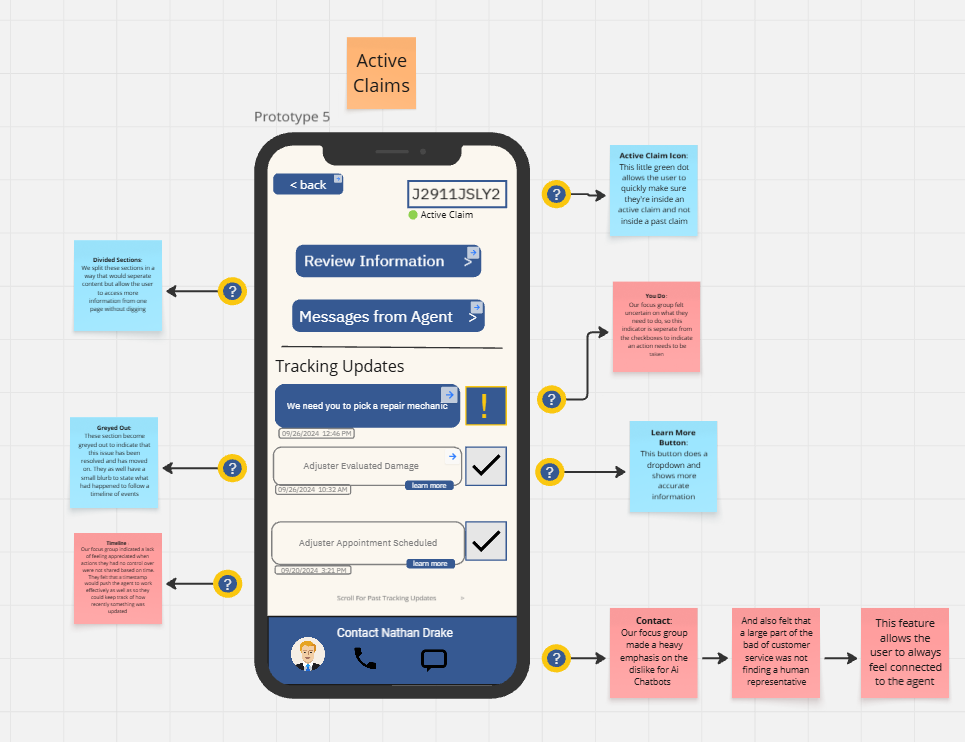 Active
Claims
Prototype 5
< back
J2911JSLY2
Active Claim
Review Information >
Messages from Agent >
Tracking Updates
We need you to pick a repair mechanic
!
09/26/2024 12:46 PM
Adjuster Evaluated Damage
learn more
09/26/2024 10:32 AM
Adjuster Appointment Scheduled
learn more
09/20/2024 3:21 PM
Scroll For Past Tracking Updates >
Contact Nathan Drake
Divided Sections:
We split these sections in a
way that would seperate
content but allow the user
to access more
information from one
page without digging
?
Greyed Out:
These section become
greyed out to indicate that
this issue has been
resolved and has moved
on. They as well have a
small blurb to state what
had happened to follow a
timeline of events
?
Timeline :
Our focus group indicated a lack
of feeling appreciated when
actions they had no control over
were not shared based on time.
They felt that a timestamp
would push the agent to work
effectively as well as so they
could keep track of how
recently something was
updated
?
?
Active Claim Icon:
This little green dot
allows the user to
quickly make sure
they're inside an
active claim and not
inside a past claim
?
You Do :
Our focus group felt
uncertain on what they
need to do, so this
indicator is seperate from
the checkboxes to indicate
an action needs to be
taken
?
Learn More
Button:
This button does a
dropdown and
shows more
accurate
information
?
Contact:
Our focus group
made a heavy
emphasis on the
dislike for Ai
Chatbots
And also felt that
a large part of the
bad of customer
service was not
finding a human
representative
This feature
allows the
user to always
feel connected
to the agent